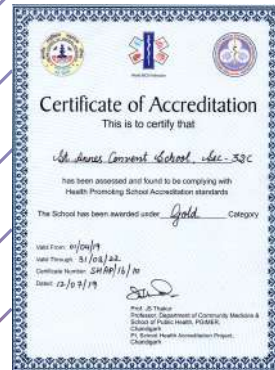 Certificate of Accreditation
This is to certify that
St. Annes Convent School, Sec - 32C
has been assessed and found to be complying with
Health Promoting School Accreditation standards
The School has been awarded under Gold Category
Valid From: 01/04/19
Valid Through: 31/03/22
Certificate Number: SHAP/16/10
Dated: 12/07/19
Prof. JS Thakur
Professor, Department of Community Medicine &
School of Public Health, PGIMER,
Chandigarh
PI, School Health Accreditation Project,
Chandigarh